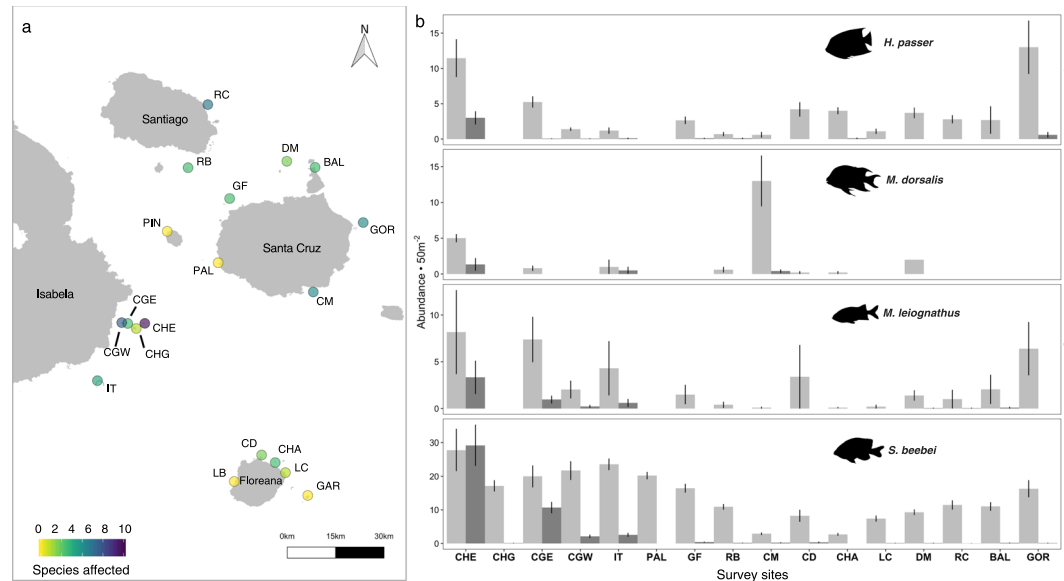 a
N
RC
Santiago
RB
DM
BAL
GF
PIN
GOR
Santa Cruz
PAL
Isabela
CGE
CM
CHE
CGW
CHG
IT
CD
CHA
LB
Floreana
LC
GAR
0 2 4 6 8 10
Species affected
0km 15km 30km
b
Abundance • 50m-2
15
10
5
0
H. passer
15
10
5
0
M. dorsalis
10
5
0
M. leiognathus
30
20
10
0
S. beebei
CHE CHG CGE CGW IT PAL GF RB CM CD CHA LC DM RC BAL GOR
Survey sites